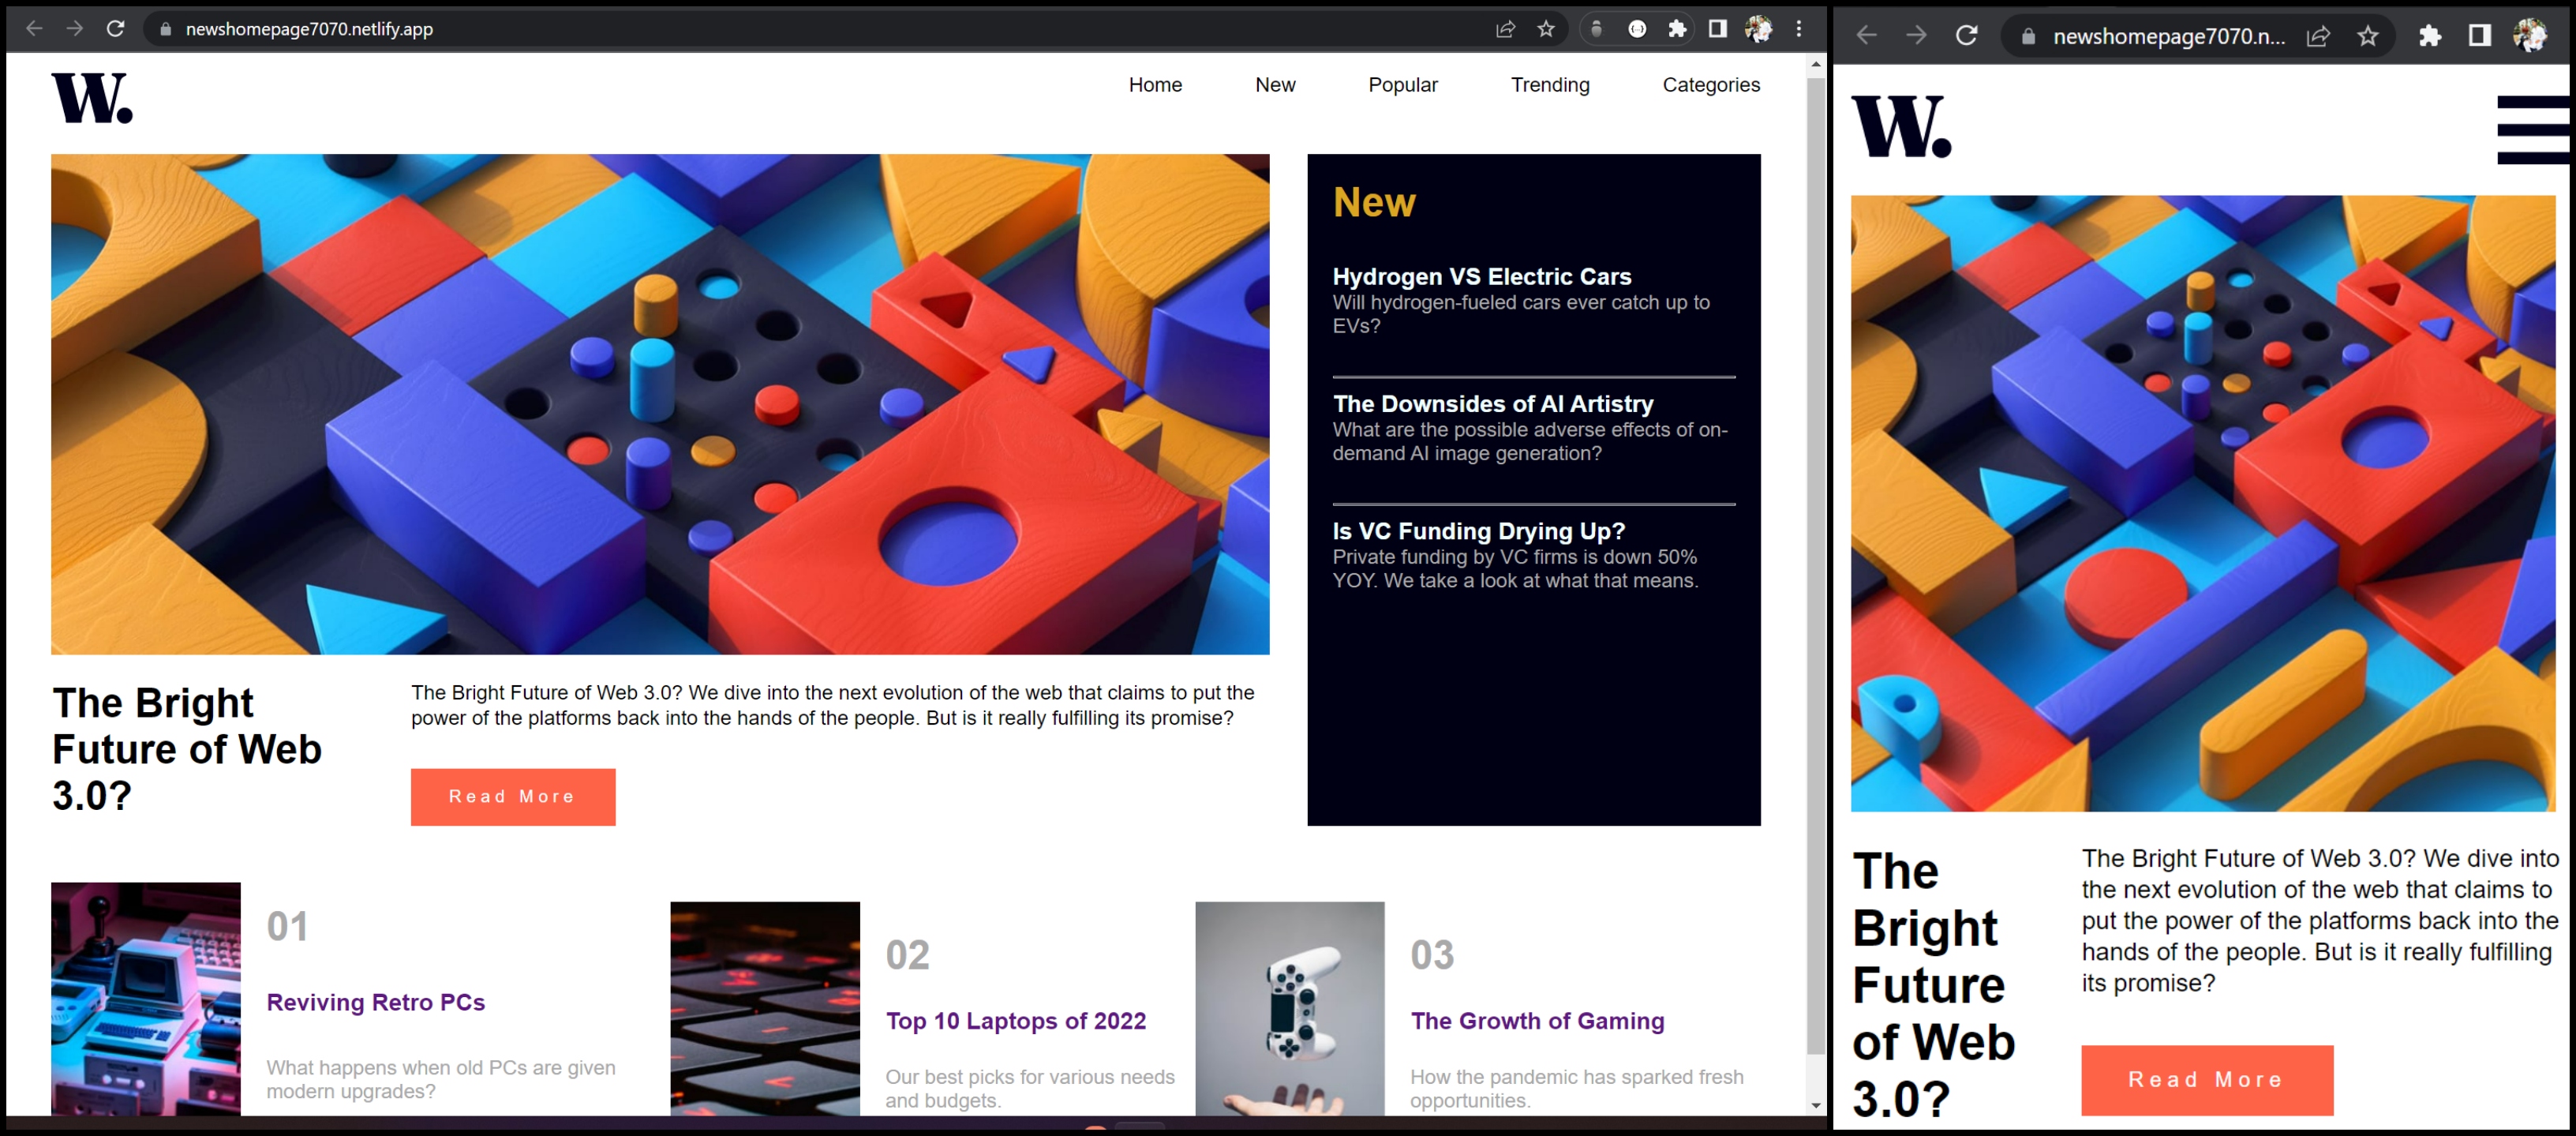 newshomepage7070.netlify.app
W.
Home New Popular Trending Categories
New
Hydrogen VS Electric Cars
Will hydrogen-fueled cars ever catch up to
EVs?
The Downsides of AI Artistry
What are the possible adverse effects of on-
demand AI image generation?
Is VC Funding Drying Up?
Private funding by VC firms is down 50%
YOY. We take a look at what that means.
The Bright
Future of Web
3.0?
The Bright Future of Web 3.0? We dive into the next evolution of the web that claims to put the
power of the platforms back into the hands of the people. But is it really fulfilling its promise?
Read More
01
Reviving Retro PCs
What happens when old PCs are given
modern upgrades?
02
Top 10 Laptops of 2022
Our best picks for various needs
and budgets.
03
The Growth of Gaming
How the pandemic has sparked fresh
opportunities.
newshomepage7070.n...
W.
The
Bright
Future
of Web
3.0?
The Bright Future of Web 3.0? We dive into
the next evolution of the web that claims to
put the power of the platforms back into the
hands of the people. But is it really fulfilling
its promise?
Read More